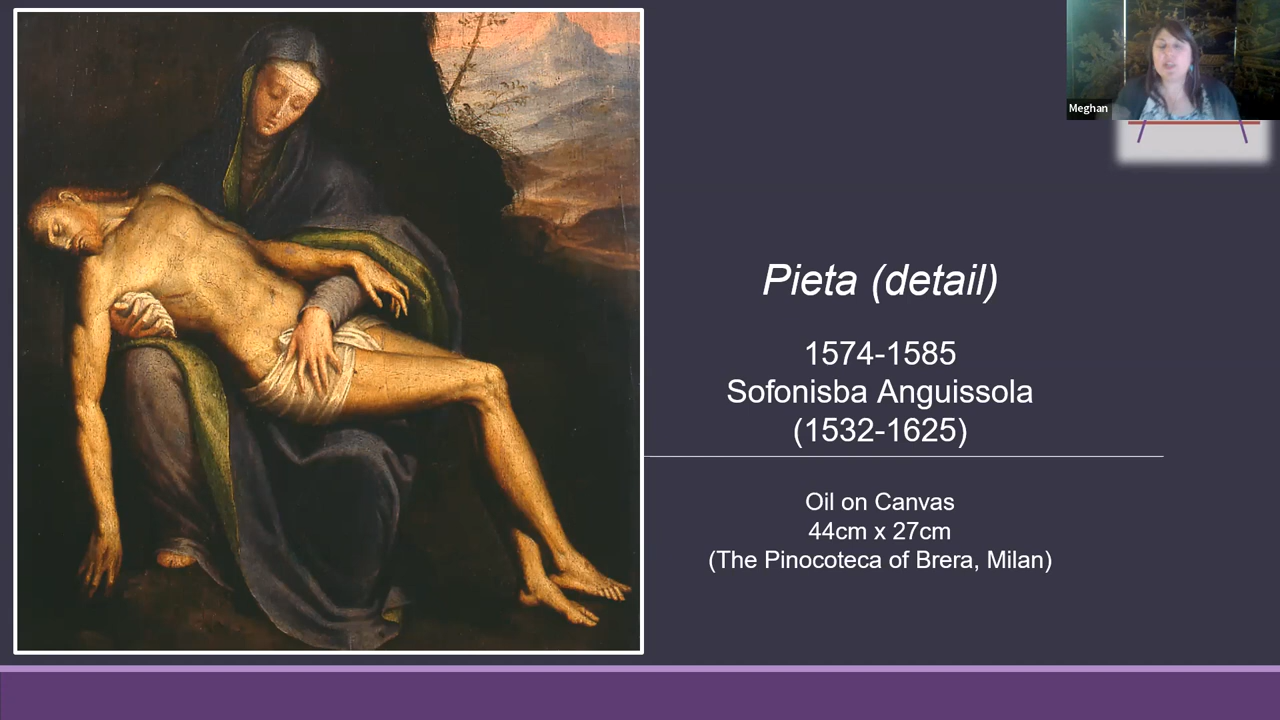 Meghan
Pieta (detail)
1574-1585
Sofonisba Anguissola
(1532-1625)
Oil on Canvas
44cm x 27cm
(The Pinocoteca of Brera, Milan)